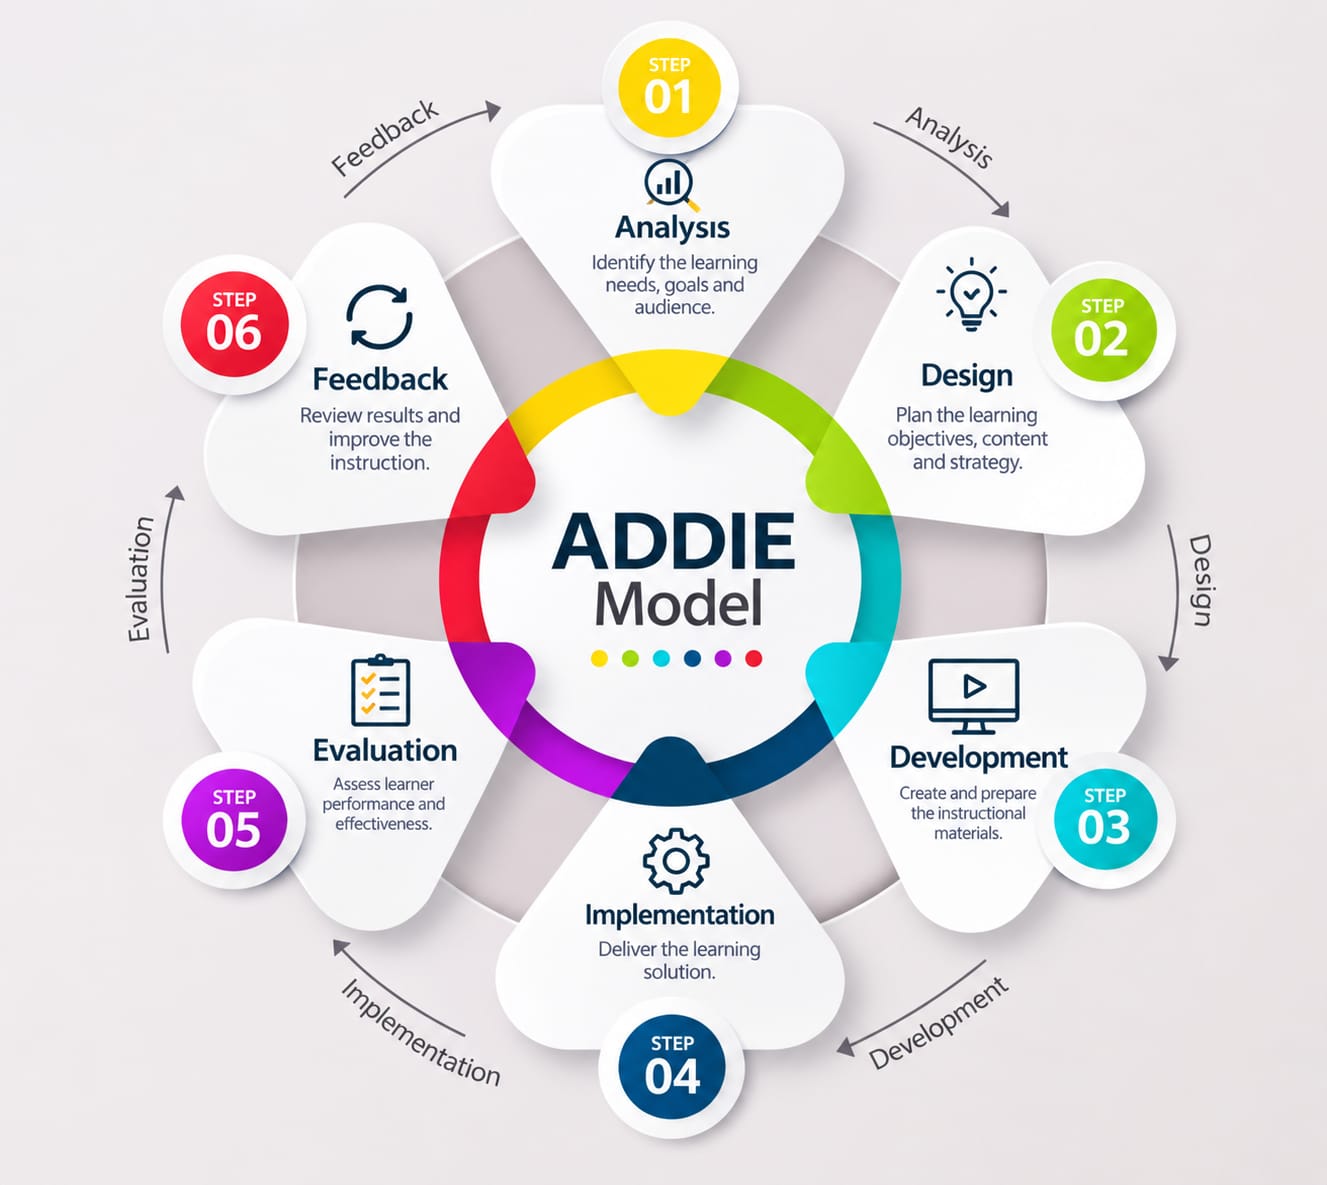 STEP
01
Analysis
Identify the learning
needs, goals and
audience.
Analysis
STEP
02
Design
Plan the learning
objectives, content
and strategy.
Design
STEP
03
Development
Create and prepare
the instructional
materials.
Development
STEP
04
Implementation
Deliver the learning
solution.
Implementation
STEP
05
Evaluation
Assess learner
performance and
effectiveness.
Evaluation
STEP
06
Feedback
Review results and
improve the
instruction.
Feedback
ADDIE
Model